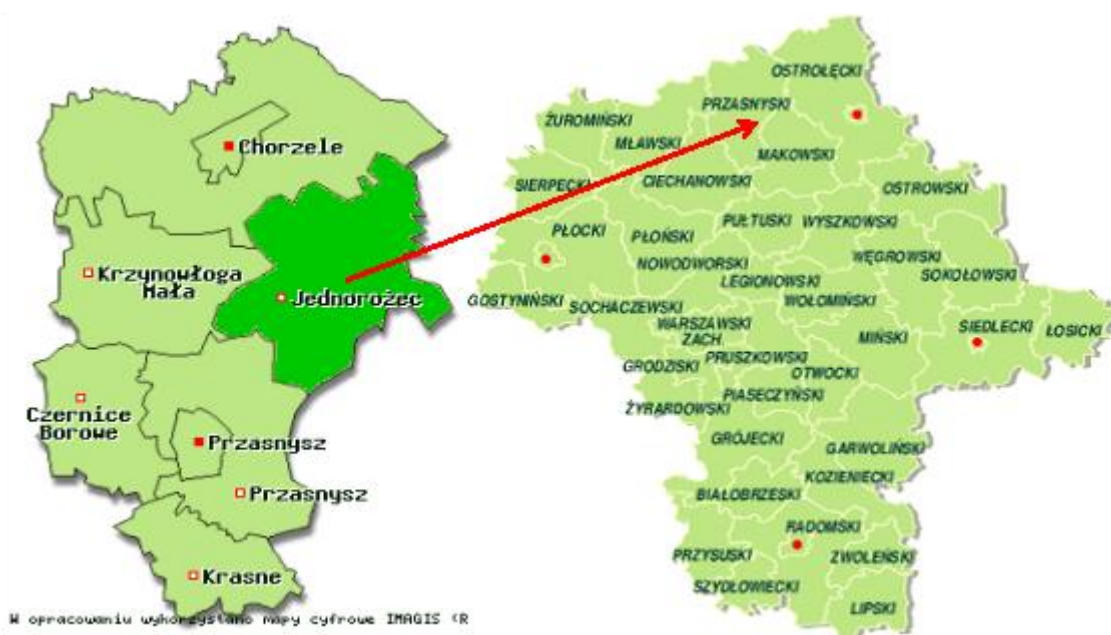 Chorzele
Krzynowłoga
Mała
Jednorożec
Czernice
Borowe
Przasnysz
Przasnysz
Krasne
W opracowaniu wykorzystano mapy cyfrowe IMAGIS (R
OSTROŁĘCKI
PRZASNYSKI
ŻUROMIŃSKI
MŁAWSKI
MAKOWSKI
SIERPECKI
CIECHANOWSKI
OSTROWSKI
PŁOCKI
PŁOŃSKI
PUŁTUSKI
WYSZKOWSKI
NOWODWORSKI
WĘGROWSKI
SOKOŁOWSKI
LEGIONOWSKI
GOSTYNIŃSKI
SOCHACZEWSKI
WOŁOMIŃSKI
WARSZAWSKI
ZACH
MIŃSKI
SIEDLECKI
ŁOSICKI
GRODZISKI
PRUSZKOWSKI
OTWOCKI
PIASECZYŃSKI
ŻYRARDOWSKI
GRÓJECKI
GARWOLIŃSKI
KOZIENIECKI
BIAŁOBRZESKI
RADOMSKI
PRZYSUSKI
ZWOLEŃSKI
SZYDŁOWIECKI
LIPSKI